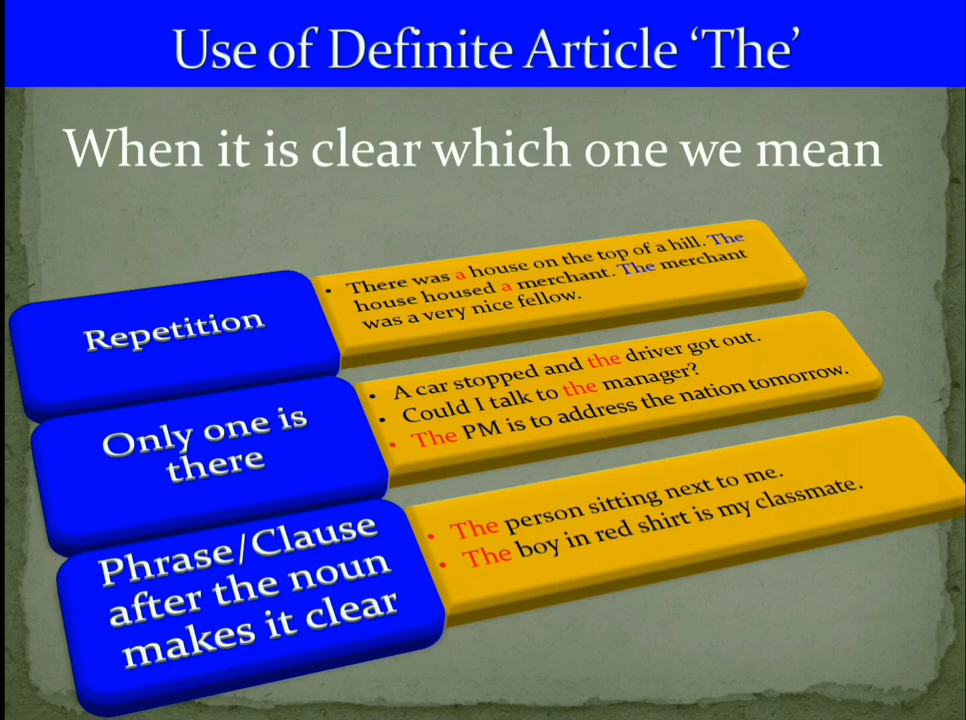 Use of Definite Article ‘The’
When it is clear which one we mean
Repetition
• There was a house on the top of a hill. The
house housed a merchant. The merchant
was a very nice fellow.
Only one is
there
• A car stopped and the driver got out.
• Could I talk to the manager?
• The PM is to address the nation tomorrow.
Phrase/Clause
after the noun
makes it clear
• The person sitting next to me.
• The boy in red shirt is my classmate.